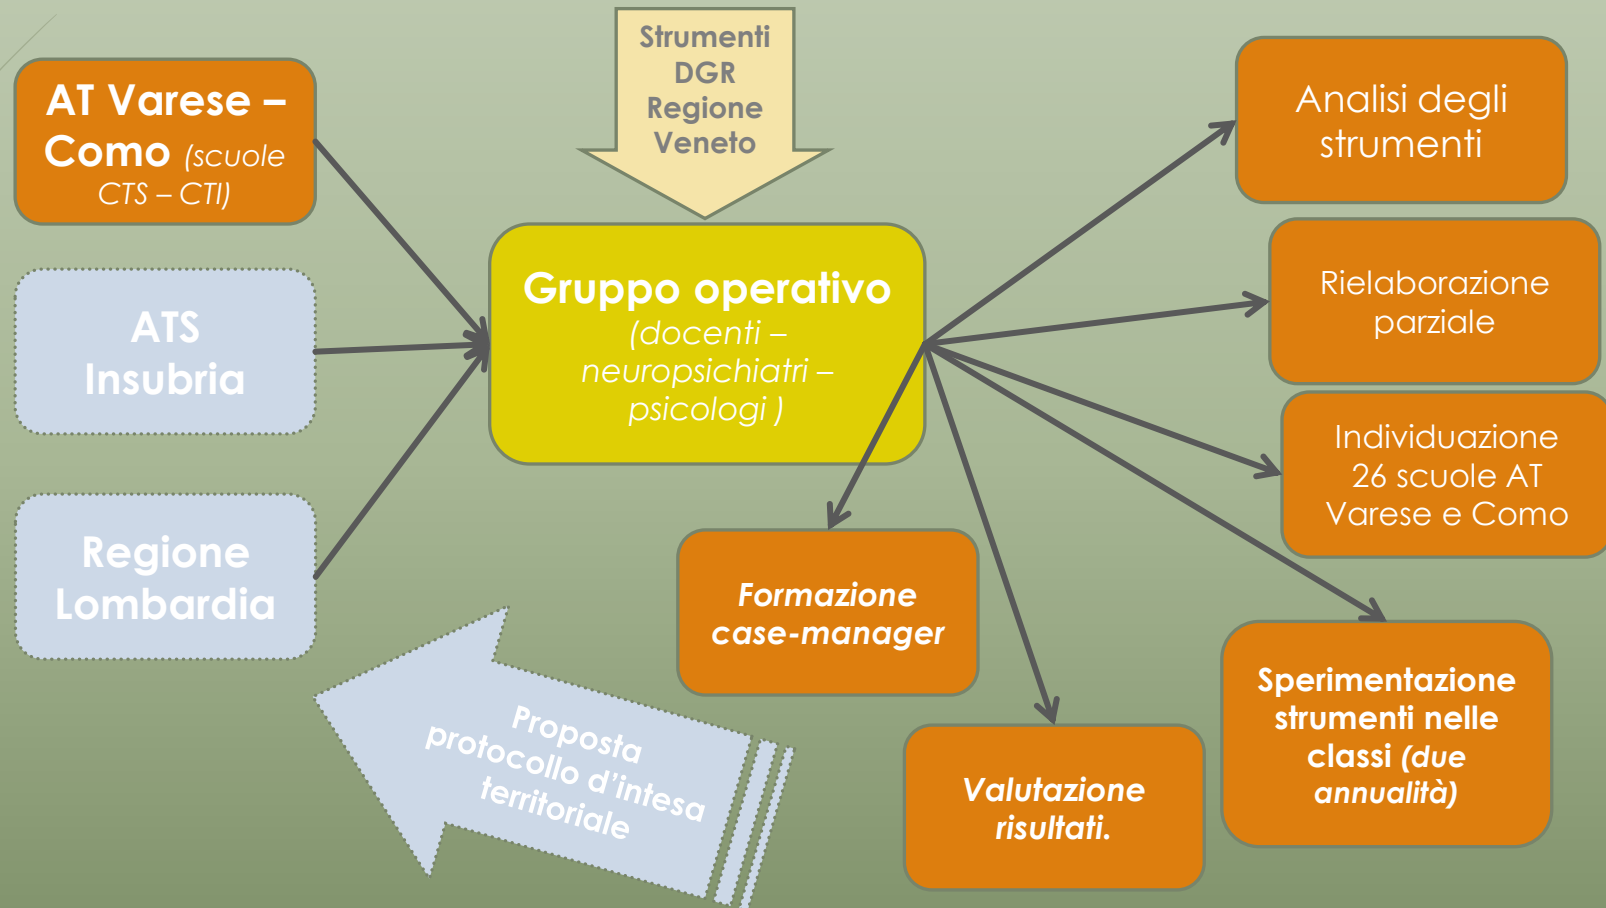 AT Varese –
Como (scuole
CTS – CTI)
ATS
Insubria
Regione
Lombardia
Strumenti
DGR
Regione
Veneto
Gruppo operativo
(docenti –
neuropsichiatri –
psicologi )
Analisi degli
strumenti
Rielaborazione
parziale
Individuazione
26 scuole AT
Varese e Como
Sperimentazione
strumenti nelle
classi (due
annualità)
Valutazione
risultati.
Formazione
case-manager
Proposta
protocollo d'intesa
territoriale